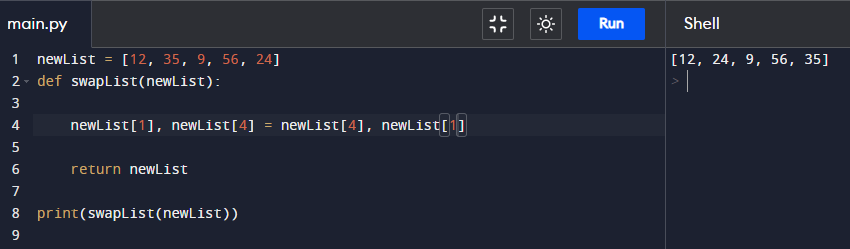 main.py
Run
Shell
1 newList = [12, 35, 9, 56, 24]
2 def swapList(newList):
3
4     newList[1], newList[4] = newList[4], newList[1]
5
6     return newList
7
8 print(swapList(newList))
9
[12, 24, 9, 56, 35]
>